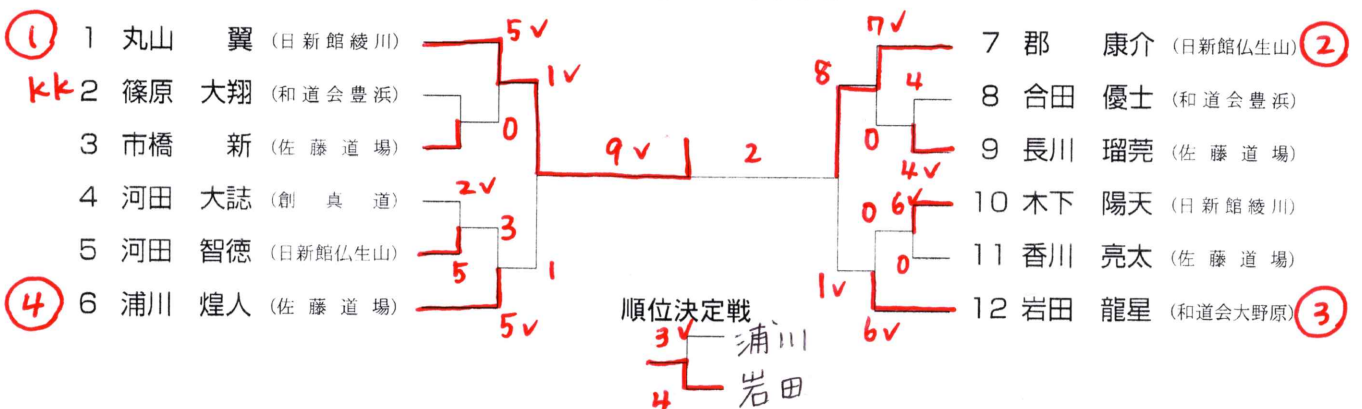 ① 1 丸山 翼 (日新館綾川) 5✓
kk 2 篠原 大翔 (和道会豊浜) 1✓
0
3 市橋 新 (佐藤道場)
9✓ 2
4 河田 大誌 (創真道) 2✓
3
5 河田 智徳 (日新館仏生山) 5
1
④ 6 浦川 煌人 (佐藤道場) 5✓
7✓ 7 郡 康介 (日新館仏生山) ②
8 4
8 合田 優士 (和道会豊浜)
0
9 長川 瑠莞 (佐藤道場)
4✓
0 6✓ 10 木下 陽天 (日新館綾川)
0 11 香川 亮太 (佐藤道場)
1✓
6✓ 12 岩田 龍星 (和道会大野原) ③
順位決定戦
3✓ 浦川
4 岩田